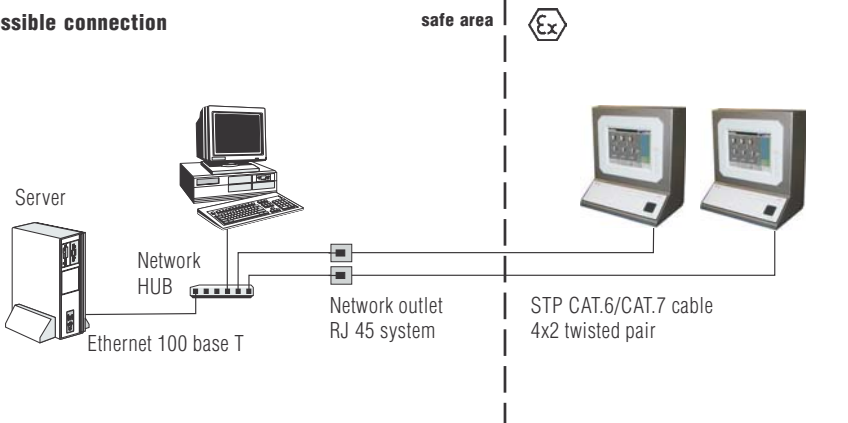 ssible connection
safe area
Ex
Server
Network
HUB
Network outlet
RJ 45 system
STP CAT.6/CAT.7 cable
4x2 twisted pair
Ethernet 100 base T